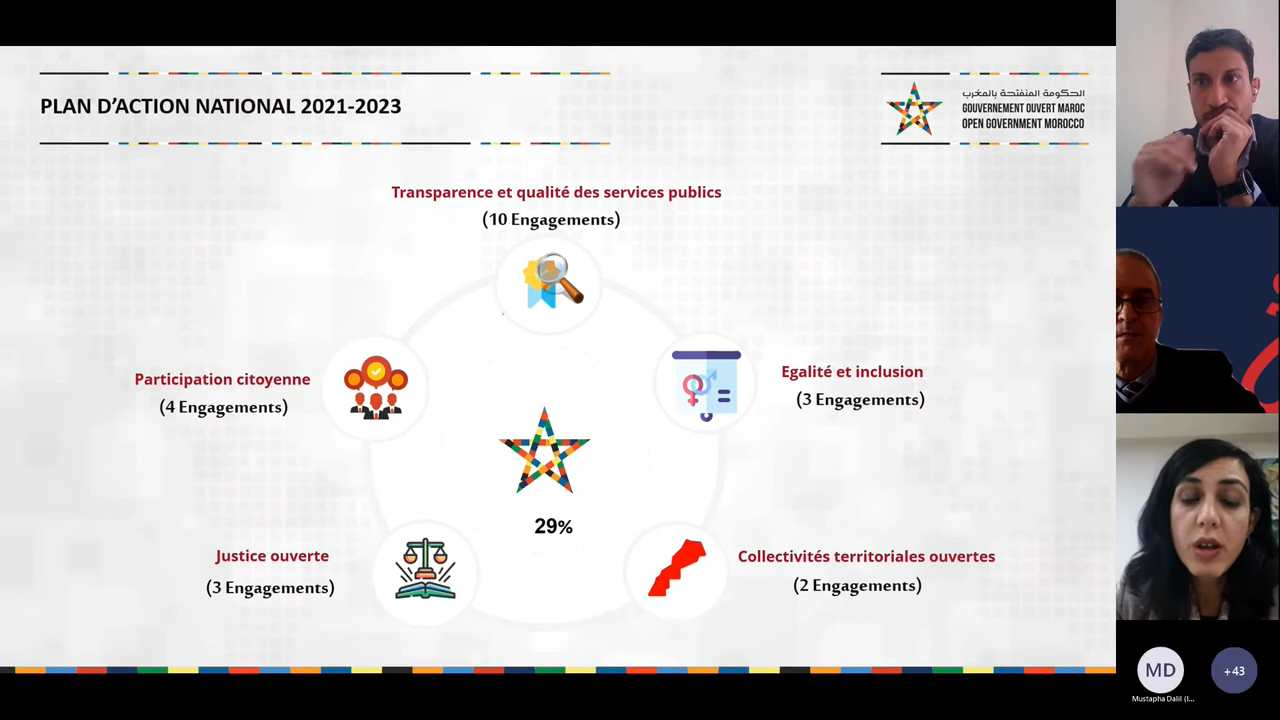 PLAN D'ACTION NATIONAL 2021-2023
الحكومة المنفتحة بالمغرب
GOUVERNEMENT OUVERT MAROC
OPEN GOVERNMENT MOROCCO
Transparence et qualité des services publics
(10 Engagements)
Participation citoyenne
(4 Engagements)
Egalité et inclusion
(3 Engagements)
29%
Justice ouverte
(3 Engagements)
Collectivités territoriales ouvertes
(2 Engagements)
MD
+43
Mustapha Dalil (I...